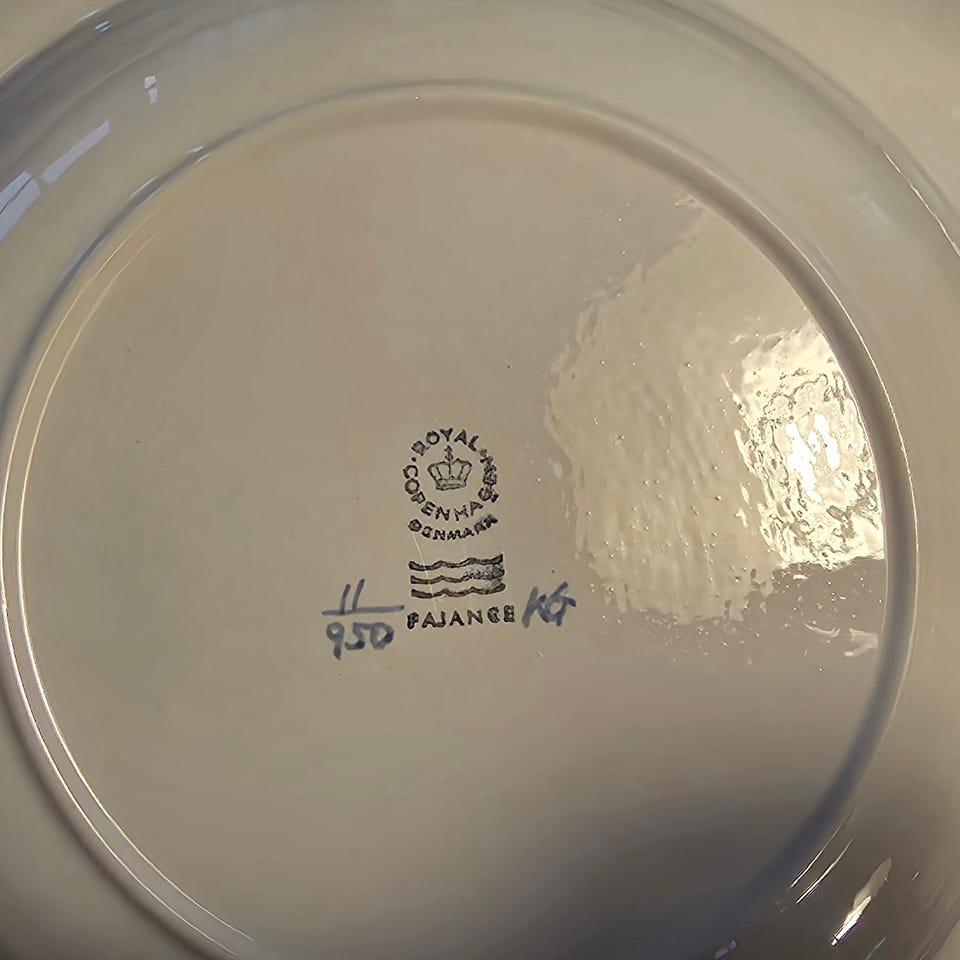 ROYAL COPENHAGEN
DENMARK
11
950
FAJANCE KG